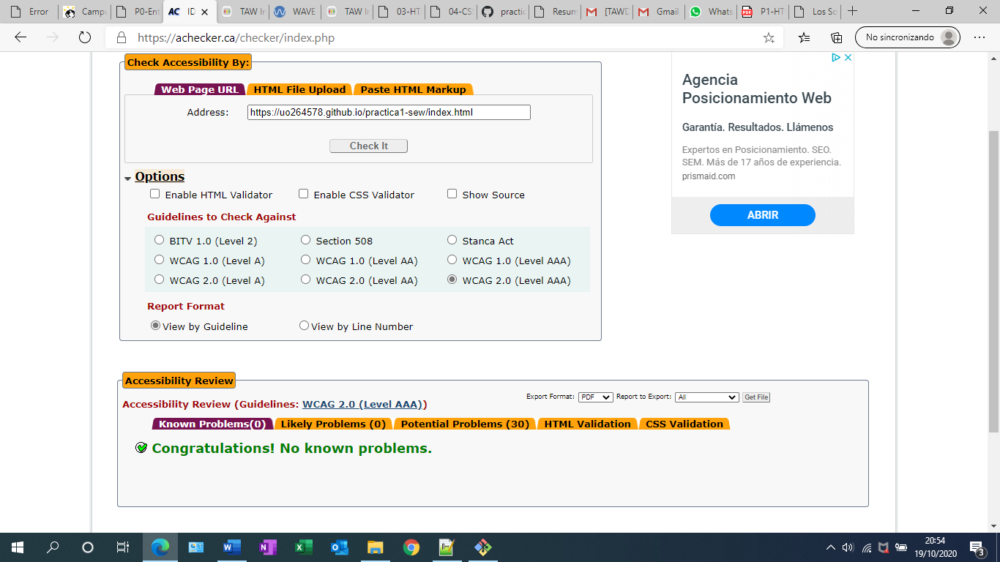 Error
Campu
P0-Ent
AC ID
TAW In
WAVE
TAW In
03-HT
04-CS
practic
Resum
[TAWD
Gmail
Whats
P1-HT
Los So
https://achecker.ca/checker/index.php
No sincronizando
Check Accessibility By:
Web Page URL HTML File Upload Paste HTML Markup
Address: https://uo264578.github.io/practica1-sew/index.html
Check It
Options
Enable HTML Validator Enable CSS Validator Show Source
Guidelines to Check Against
BITV 1.0 (Level 2) Section 508 Stanca Act
WCAG 1.0 (Level A) WCAG 1.0 (Level AA) WCAG 1.0 (Level AAA)
WCAG 2.0 (Level A) WCAG 2.0 (Level AA) WCAG 2.0 (Level AAA)
Report Format
View by Guideline View by Line Number
Agencia
Posicionamiento Web
Garantía. Resultados. Llámenos
Expertos en Posicionamiento. SEO.
SEM. Más de 17 años de experiencia.
prismaid.com
ABRIR
Accessibility Review
Export Format: PDF Report to Export: All Get File
Accessibility Review (Guidelines: WCAG 2.0 (Level AAA))
Known Problems(0) Likely Problems (0) Potential Problems (30) HTML Validation CSS Validation
Congratulations! No known problems.
20:54
19/10/2020
3